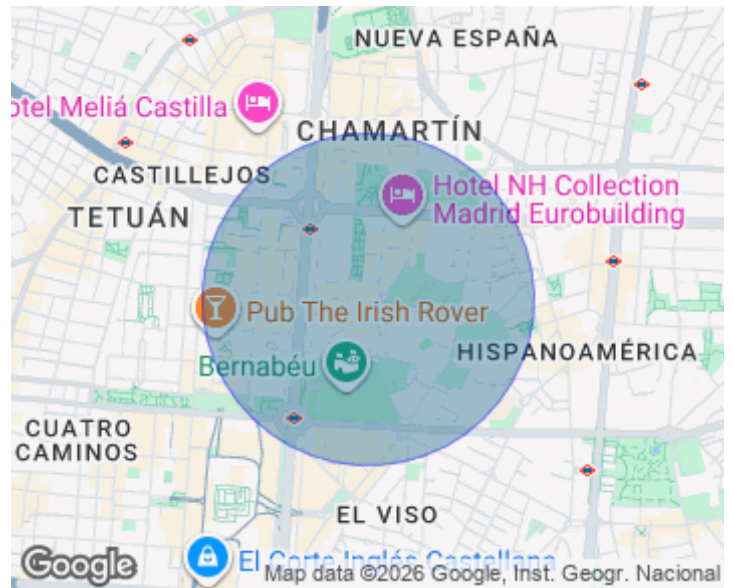 NUEVA ESPAÑA
otel Meliá Castilla
CHAMARTÍN
CASTILLEJOS
Hotel NH Collection
Madrid Eurobuilding
TETUÁN
Pub The Irish Rover
Bernabéu
HISPANOAMÉRICA
CUATRO
CAMINOS
EL VISO
El Corte Inglés Castellana
Google
Map data ©2026 Google, Inst. Geogr. Nacional